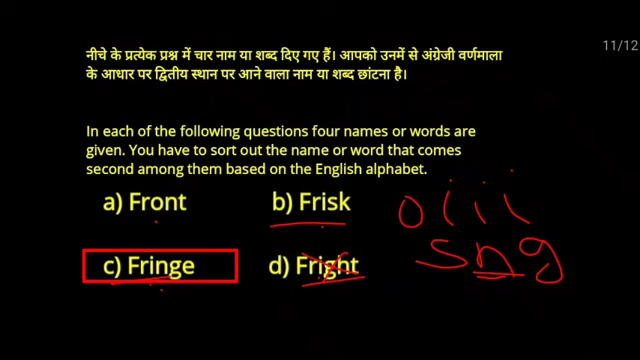 11/12
नीचे के प्रत्येक प्रश्न में चार नाम या शब्द दिए गए हैं। आपको उनमें से अंग्रेजी वर्णमाला
के आधार पर द्वितीय स्थान पर आने वाला नाम या शब्द छांटना है।
In each of the following questions four names or words are
given. You have to sort out the name or word that comes
second among them based on the English alphabet.
a) Front b) Frisk
o i i i
c) Fringe d) Fright
s n g